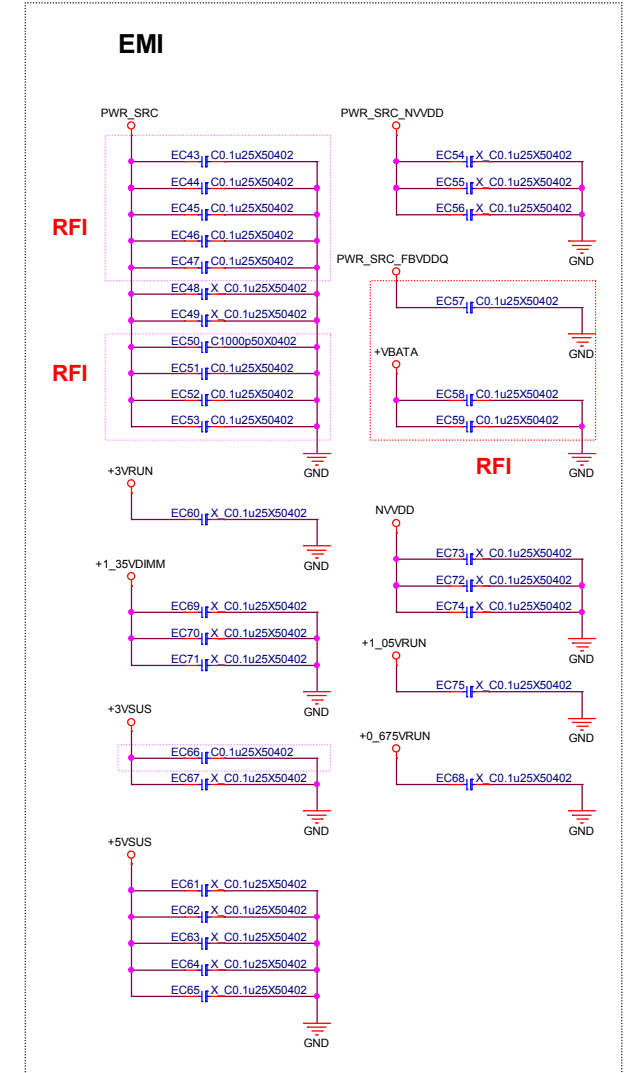 EMI
PWR_SRC
EC43 C0.1u25X50402
EC44 C0.1u25X50402
EC45 C0.1u25X50402
RFI
EC46 C0.1u25X50402
EC47 C0.1u25X50402
EC48 X_C0.1u25X50402
EC49 X_C0.1u25X50402
EC50 C1000p50X0402
EC51 C0.1u25X50402
RFI
EC52 C0.1u25X50402
EC53 C0.1u25X50402
GND
+3VRUN
EC60 X_C0.1u25X50402
GND
+1_35VDIMM
EC69 X_C0.1u25X50402
EC70 X_C0.1u25X50402
EC71 X_C0.1u25X50402
GND
+3VSUS
EC66 C0.1u25X50402
EC67 X_C0.1u25X50402
GND
+5VSUS
EC61 X_C0.1u25X50402
EC62 X_C0.1u25X50402
EC63 X_C0.1u25X50402
EC64 X_C0.1u25X50402
EC65 X_C0.1u25X50402
GND
PWR_SRC_NVVDD
EC54 X_C0.1u25X50402
EC55 X_C0.1u25X50402
EC56 X_C0.1u25X50402
GND
PWR_SRC_FBVDDQ
EC57 C0.1u25X50402
GND
+VBATA
EC58 C0.1u25X50402
EC59 C0.1u25X50402
RFI
GND
NVVDD
EC73 X_C0.1u25X50402
EC72 X_C0.1u25X50402
EC74 X_C0.1u25X50402
GND
+1_05VRUN
EC75 X_C0.1u25X50402
GND
+0_675VRUN
EC68 X_C0.1u25X50402
GND